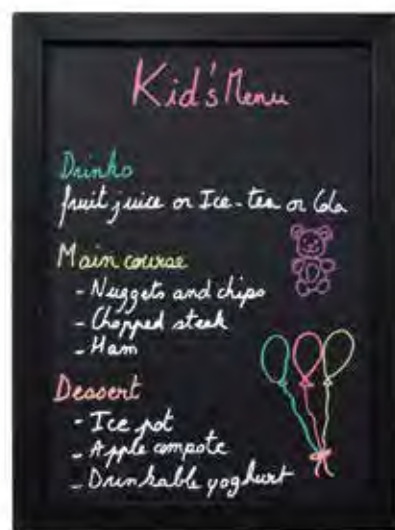 Kid's Menu
Drinks
fruit juice or Ice-tea or Cola
Main course
- Nuggets and chips
- Chopped steak
- Ham
Dessert
- Ice pot
- Apple compote
- Drinkable yoghurt